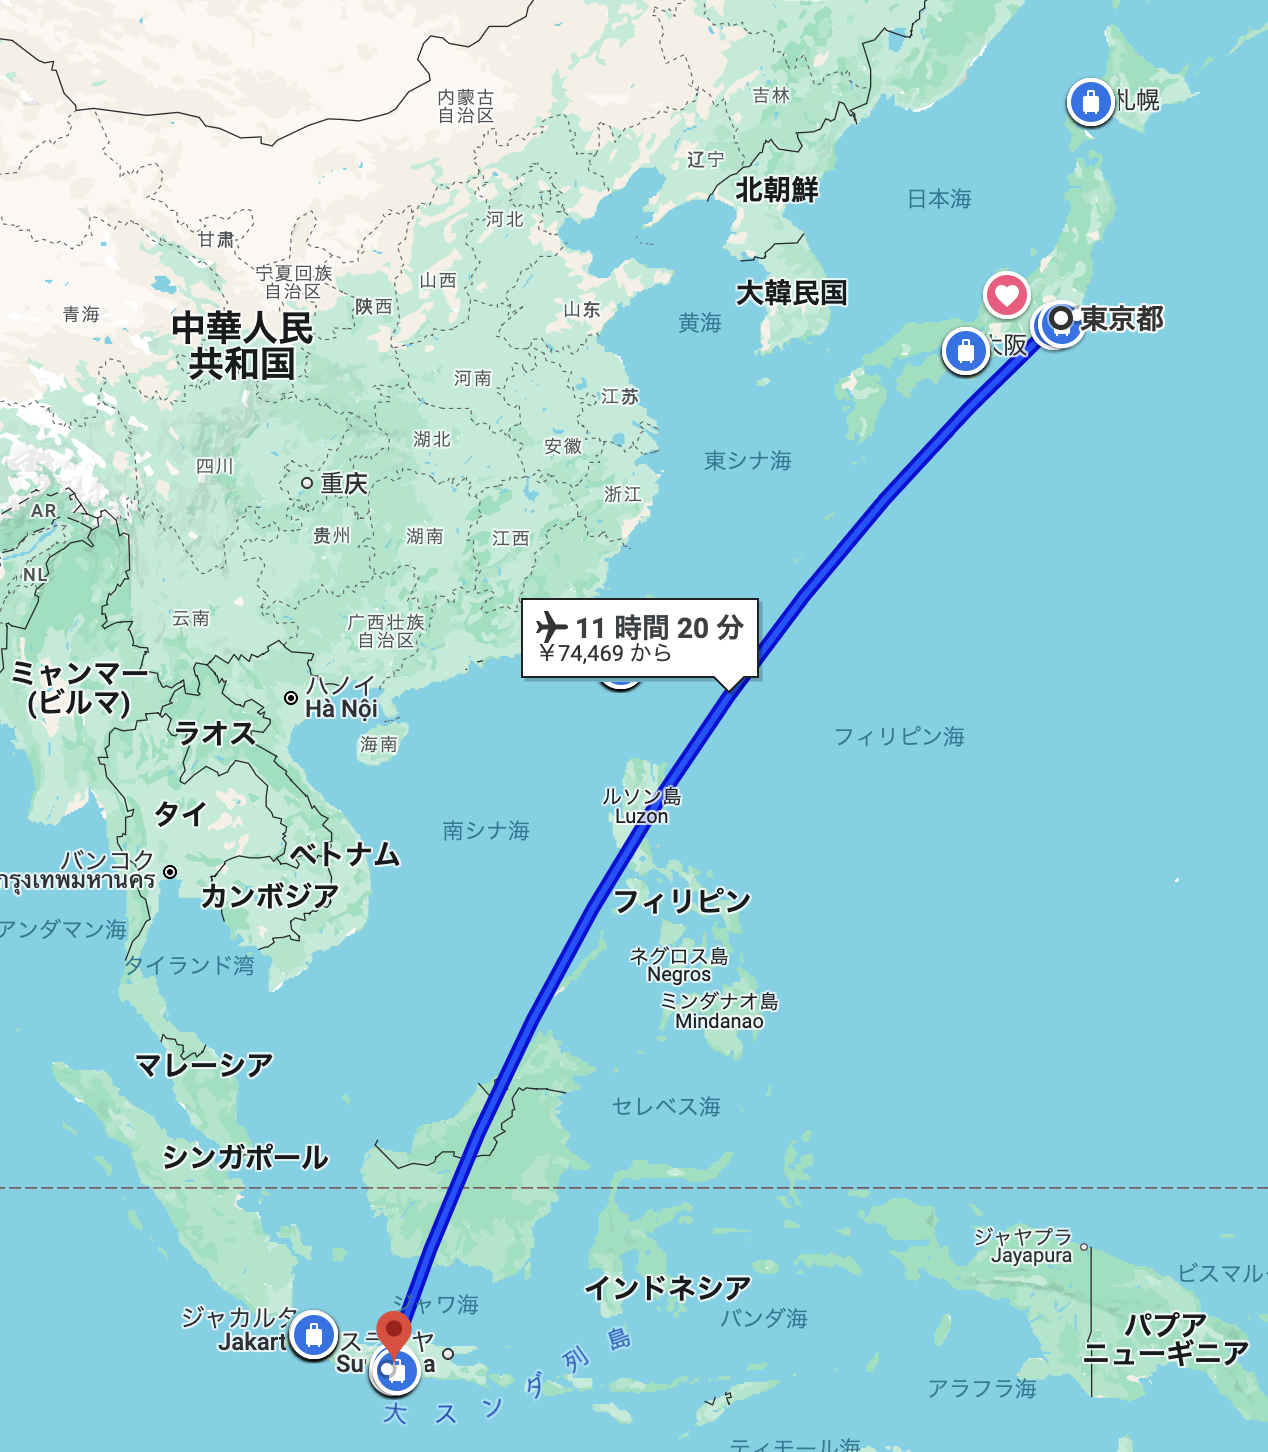 内蒙古
自治区
吉林
札幌
辽宁
北朝鮮
日本海
河北
甘肃
宁夏回族
自治区
山西
青海
陕西
山东
大韓民国
黄海
東京都
中華人民
共和国
大阪
河南
江苏
湖北
安徽
東シナ海
四川
重庆
浙江
AR
贵州
湖南
江西
NL
云南
广西壮族
自治区
11 時間 20 分
￥74,469 から
ミャンマー
(ビルマ)
ハノイ
Hà Nội
ラオス
海南
フィリピン海
ルソン島
Luzon
タイ
南シナ海
バンコク
กรุงเทพมหานคร
ベトナム
カンボジア
フィリピン
アンダマン海
タイランド湾
ネグロス島
Negros
ミンダナオ島
Mindanao
マレーシア
セレベス海
シンガポール
ジャヤプラ
Jayapura
ビスマル
インドネシア
ジャワ海
バンダ海
ジャカルタ
Jakart
パプア
ニューギニア
アラフラ海
大スンダ列島
ティモール海